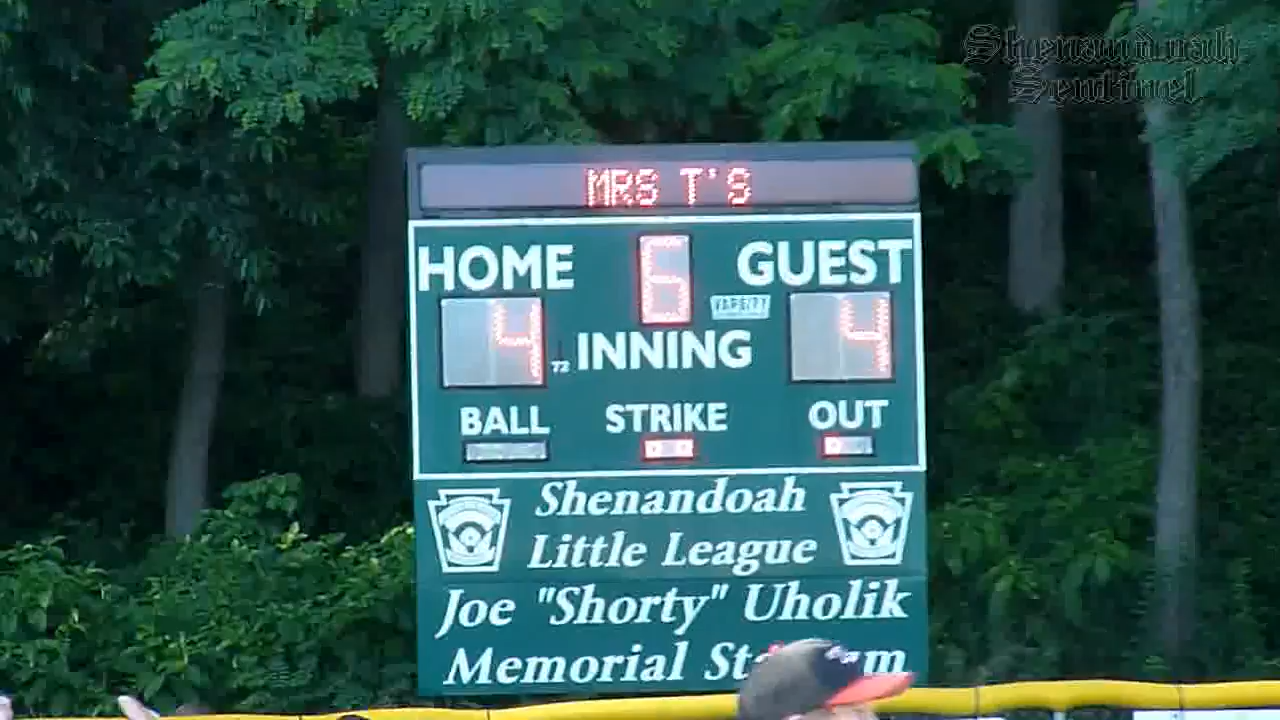 Shenandoah
Sentinel
MRS T'S
HOME
GUEST
VARSITY
4
4
72 INNING
BALL STRIKE OUT
Shenandoah
Little League
Joe "Shorty" Uholik
Memorial